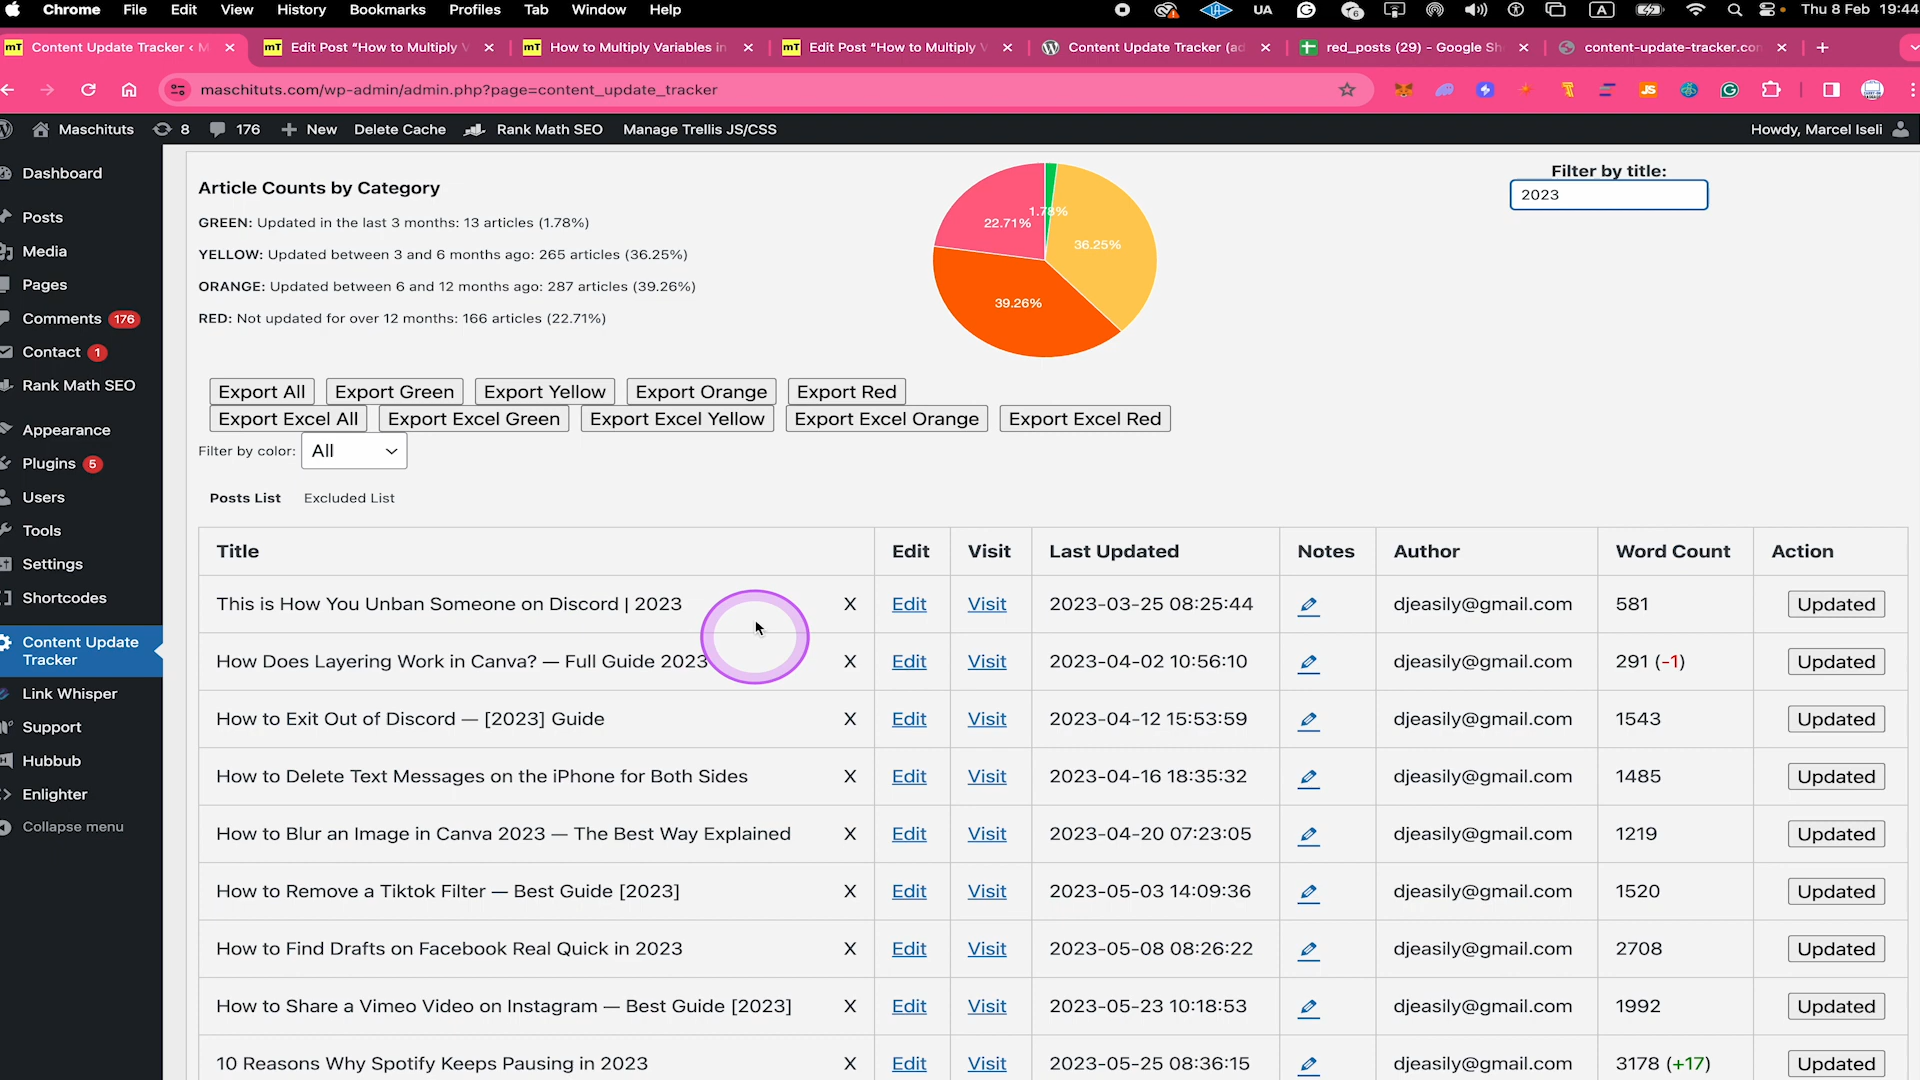 Chrome File Edit View History Bookmarks Profiles Tab Window Help UA A Thu 8 Feb 19:44
mT Content Update Tracker ‹ M mT Edit Post “How to Multiply V mT How to Multiply Variables in mT Edit Post “How to Multiply V Content Update Tracker (ad red_posts (29) - Google Sh content-update-tracker.con
maschituts.com/wp-admin/admin.php?page=content_update_tracker JS
Maschituts 8 176 New Delete Cache Rank Math SEO Manage Trellis JS/CSS Howdy, Marcel Iseli
Dashboard
Posts
Media
Pages
Comments 176
Contact 1
Rank Math SEO
Appearance
Plugins 5
Users
Tools
Settings
Shortcodes
Content Update
Tracker
Link Whisper
Support
Hubbub
Enlighter
Collapse menu
Article Counts by Category
GREEN: Updated in the last 3 months: 13 articles (1.78%)
YELLOW: Updated between 3 and 6 months ago: 265 articles (36.25%)
ORANGE: Updated between 6 and 12 months ago: 287 articles (39.26%)
RED: Not updated for over 12 months: 166 articles (22.71%)
22.71%
1.78%
36.25%
39.26%
Filter by title:
2023
Export All Export Green Export Yellow Export Orange Export Red
Export Excel All Export Excel Green Export Excel Yellow Export Excel Orange Export Excel Red
Filter by color: All
Posts List Excluded List
Title Edit Visit Last Updated Notes Author Word Count Action
This is How You Unban Someone on Discord | 2023 X Edit Visit 2023-03-25 08:25:44 djeasily@gmail.com 581 Updated
How Does Layering Work in Canva? — Full Guide 2023 X Edit Visit 2023-04-02 10:56:10 djeasily@gmail.com 291 (-1) Updated
How to Exit Out of Discord — [2023] Guide X Edit Visit 2023-04-12 15:53:59 djeasily@gmail.com 1543 Updated
How to Delete Text Messages on the iPhone for Both Sides X Edit Visit 2023-04-16 18:35:32 djeasily@gmail.com 1485 Updated
How to Blur an Image in Canva 2023 — The Best Way Explained X Edit Visit 2023-04-20 07:23:05 djeasily@gmail.com 1219 Updated
How to Remove a Tiktok Filter — Best Guide [2023] X Edit Visit 2023-05-03 14:09:36 djeasily@gmail.com 1520 Updated
How to Find Drafts on Facebook Real Quick in 2023 X Edit Visit 2023-05-08 08:26:22 djeasily@gmail.com 2708 Updated
How to Share a Vimeo Video on Instagram — Best Guide [2023] X Edit Visit 2023-05-23 10:18:53 djeasily@gmail.com 1992 Updated
10 Reasons Why Spotify Keeps Pausing in 2023 X Edit Visit 2023-05-25 08:36:15 djeasily@gmail.com 3178 (+17) Updated